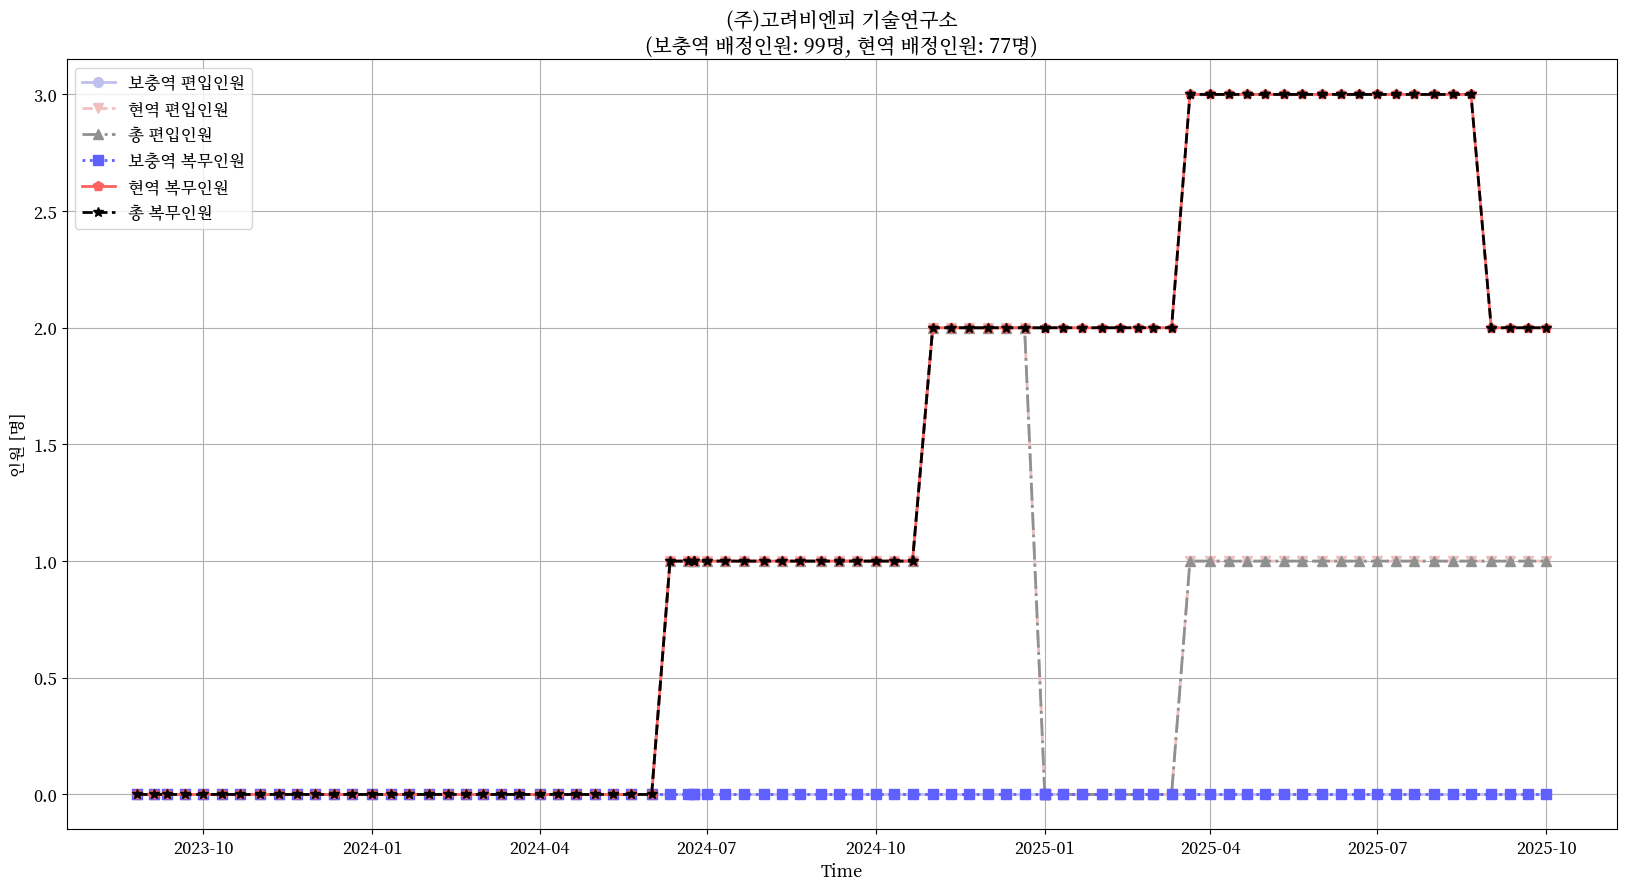 (주)고려비엔피 기술연구소
(보충역 배정인원: 99명, 현역 배정인원: 77명)
보충역 편입인원
현역 편입인원
총 편입인원
보충역 복무인원
현역 복무인원
총 복무인원
인원 [명]
3.0
2.5
2.0
1.5
1.0
0.5
0.0
2023-10
2024-01
2024-04
2024-07
2024-10
2025-01
2025-04
2025-07
2025-10
Time